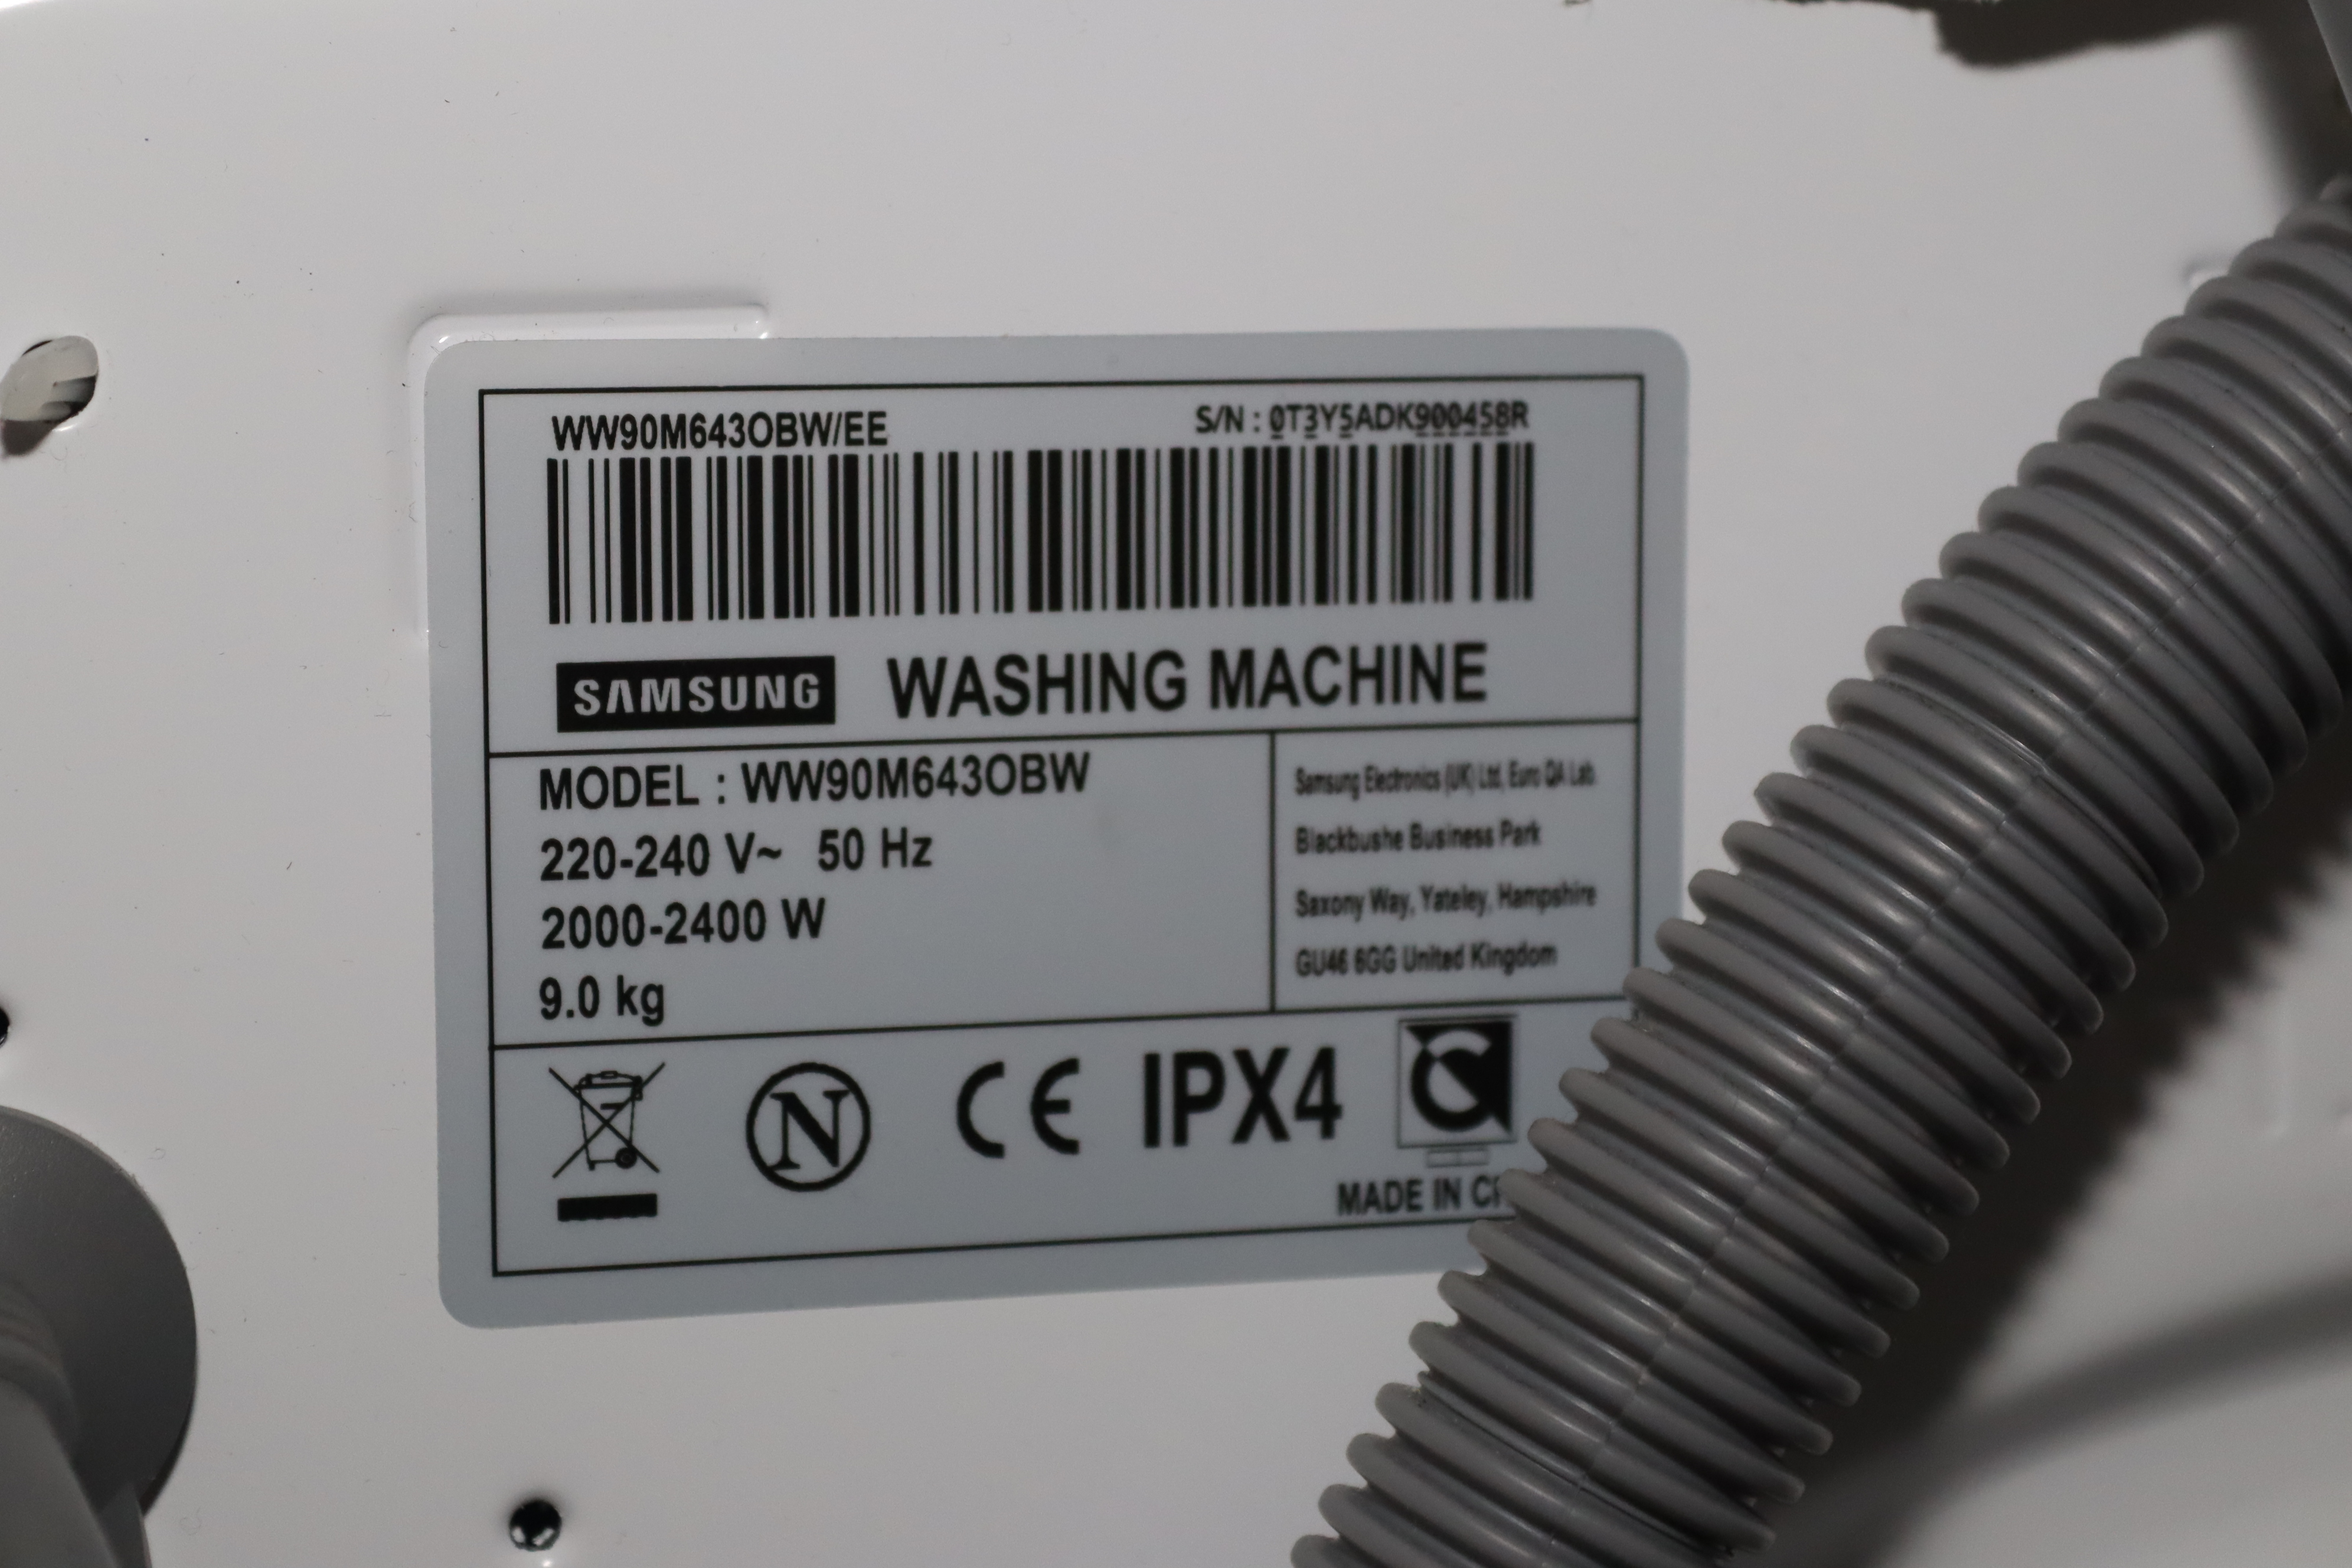 WW90M643OBW/EE
S/N : 0T3Y5ADK900458R
SAMSUNG WASHING MACHINE
MODEL : WW90M643OBW
220-240 V~ 50 Hz
2000-2400 W
9.0 kg
Samsung Electronics (UK) Ltd, Euro QA Lab.
Blackbushe Business Park
Saxony Way, Yateley, Hampshire
GU46 6GG United Kingdom
N CE IPX4
MADE IN